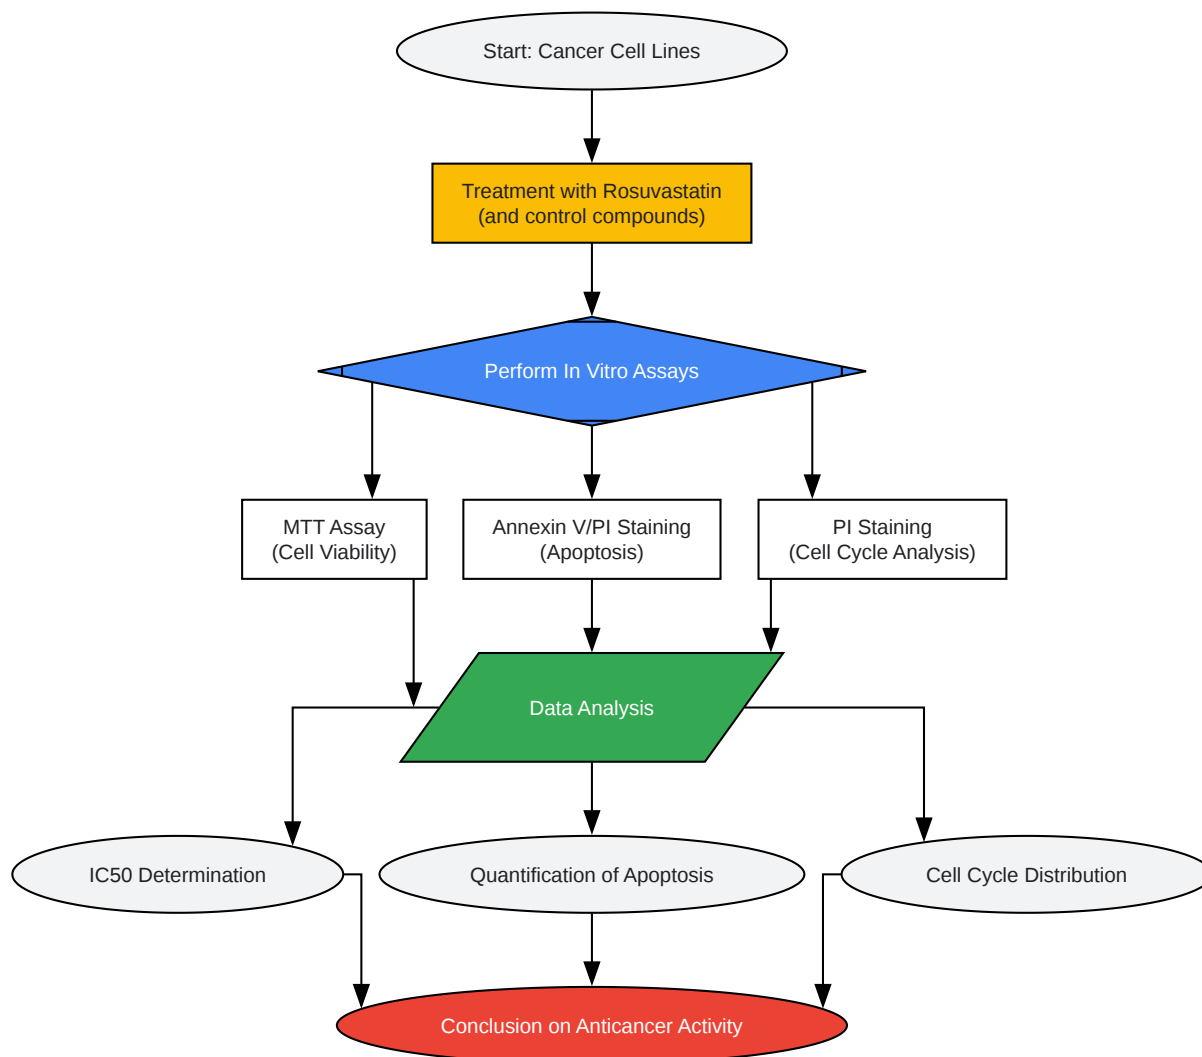 Start: Cancer Cell Lines
Treatment with Rosuvastatin
(and control compounds)
Perform In Vitro Assays
MTT Assay
(Cell Viability)
Annexin V/PI Staining
(Apoptosis)
PI Staining
(Cell Cycle Analysis)
Data Analysis
IC50 Determination
Quantification of Apoptosis
Cell Cycle Distribution
Conclusion on Anticancer Activity